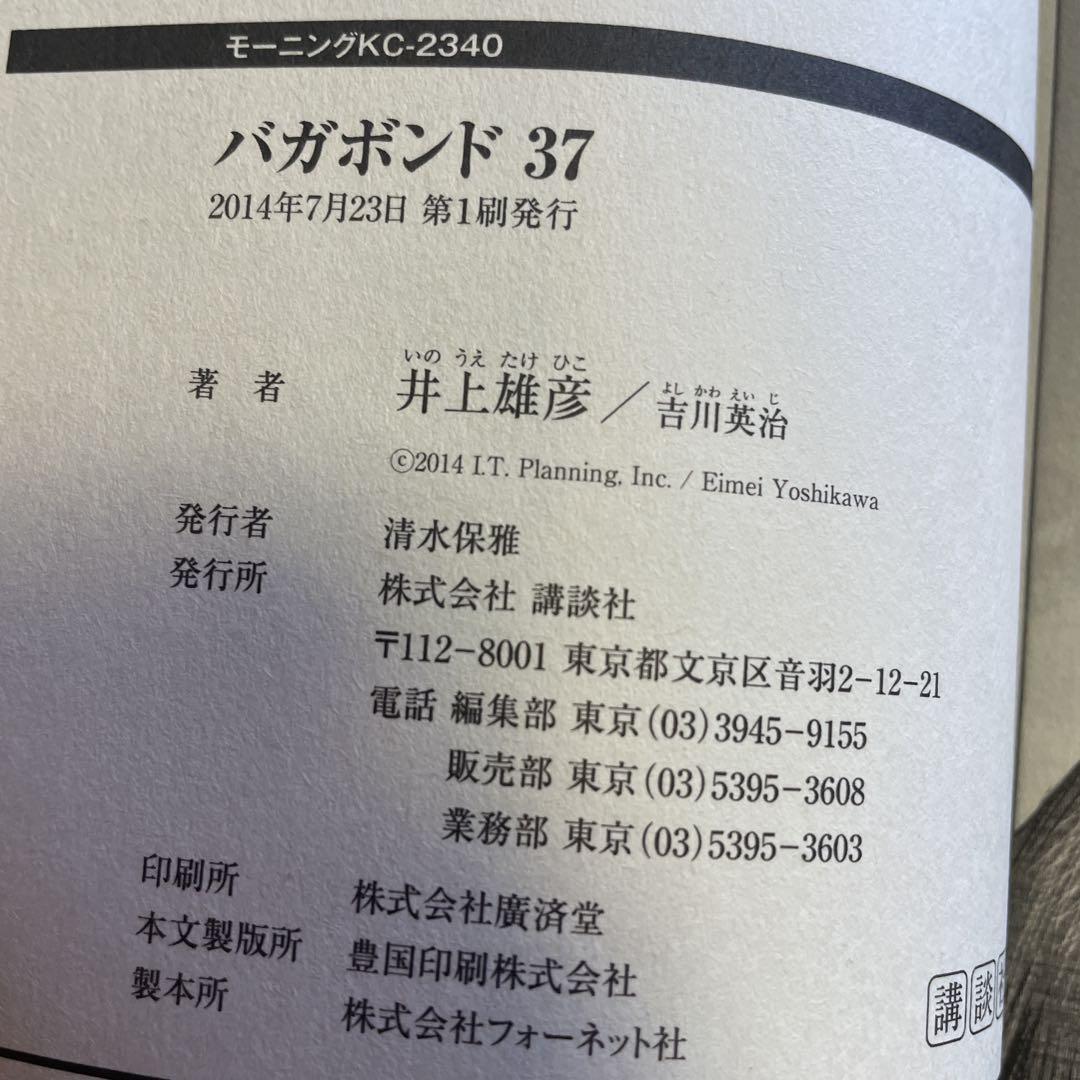 モーニングKC-2340
バガボンド 37
2014年7月23日 第1刷発行
いの うえ たけ ひこ よし かわ えい じ
著者 井上雄彦／吉川英治
©2014 I.T. Planning, Inc. / Eimei Yoshikawa
発行者 清水保雅
発行所 株式会社 講談社
〒112-8001 東京都文京区音羽2-12-21
電話 編集部 東京(03)3945-9155
販売部 東京(03)5395-3608
業務部 東京(03)5395-3603
印刷所 株式会社廣済堂
本文製版所 豊国印刷株式会社
製本所 株式会社フォーネット社
講談